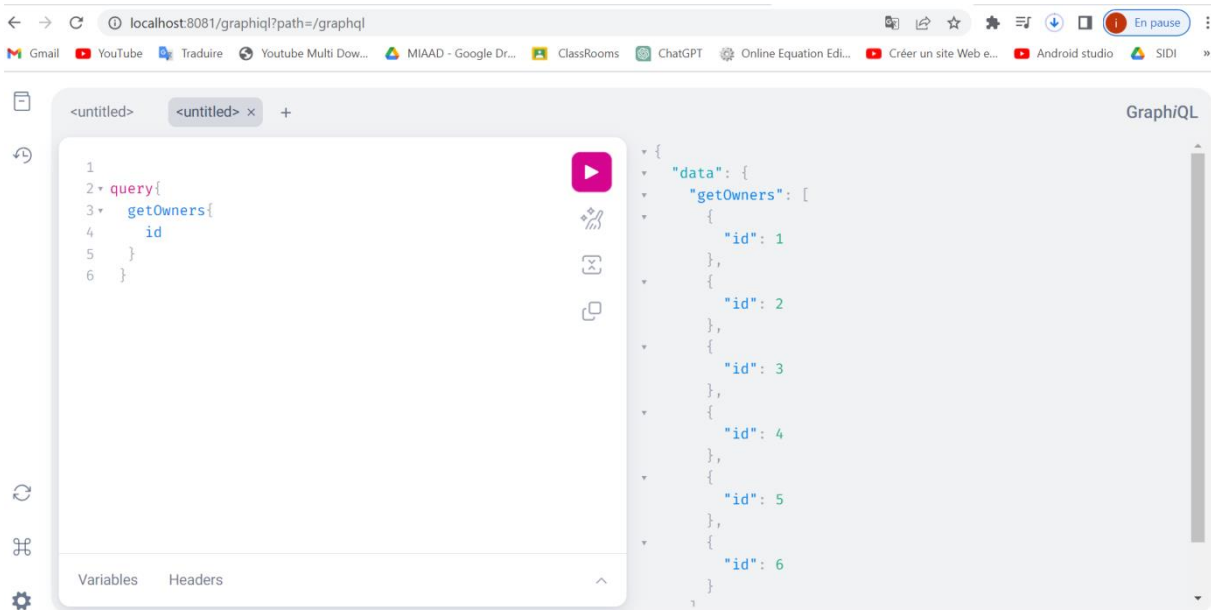 localhost:8081/graphiql?path=/graphql
En pause
Gmail YouTube Traduire Youtube Multi Dow... MIAAD - Google Dr... ClassRooms ChatGPT Online Equation Edi... Créer un site Web e... Android studio SIDI »
<untitled> <untitled> × + GraphiQL
1
2 query{
3 getOwners{
4 id
5 }
6 }
Variables Headers
{
"data": {
"getOwners": [
{
"id": 1
},
{
"id": 2
},
{
"id": 3
},
{
"id": 4
},
{
"id": 5
},
{
"id": 6
}
]